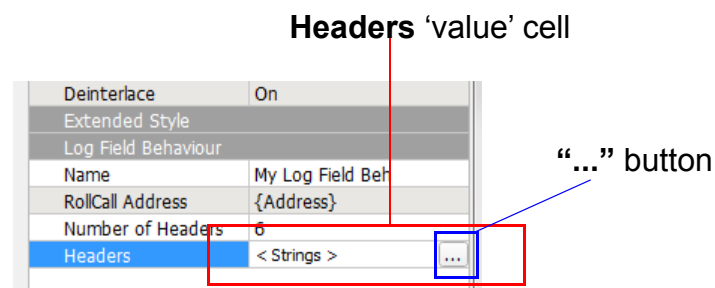 Headers ‘value’ cell
Deinterlace On
Extended Style
Log Field Behaviour
“...” button
Name My Log Field Beh
RollCall Address {Address}
Number of Headers 6
Headers < Strings > ...